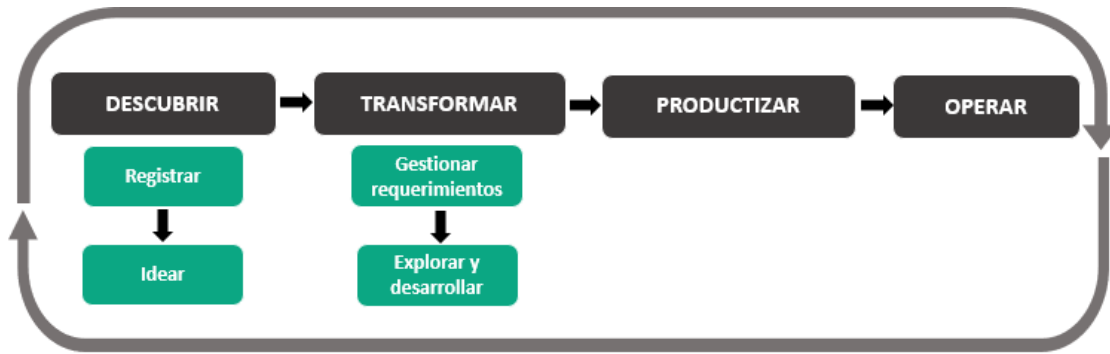 DESCUBRIR
TRANSFORMAR
PRODUCTIZAR
OPERAR
Registrar
Idear
Gestionar
requerimientos
Explorar y
desarrollar